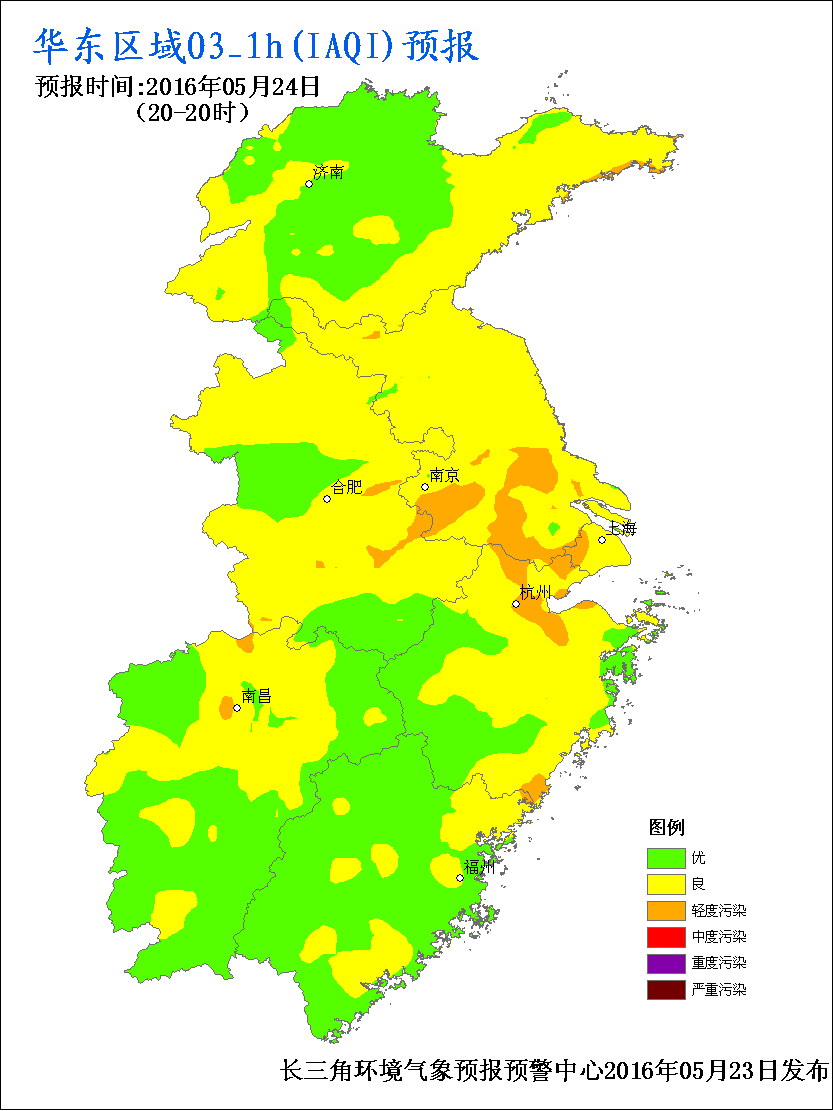 华东区域O3_1h(IAQI)预报
预报时间:2016年05月24日
(20-20时)
济南
南京
合肥
上海
杭州
南昌
福州
图例
优
良
轻度污染
中度污染
重度污染
严重污染
长三角环境气象预报预警中心2016年05月23日发布